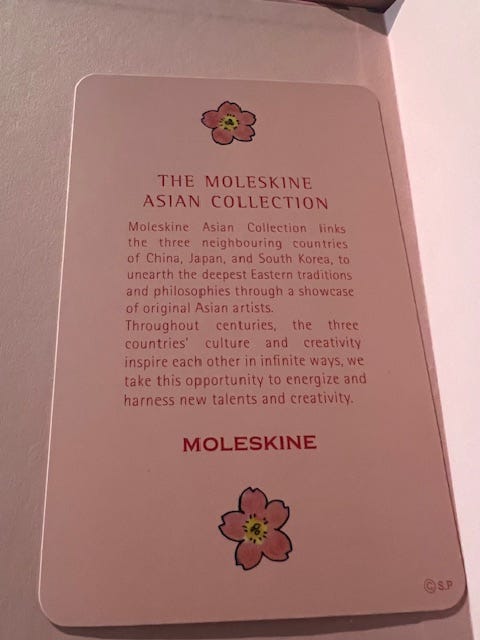 THE MOLESKINE
ASIAN COLLECTION
Moleskine Asian Collection links
the three neighbouring countries
of China, Japan, and South Korea, to
unearth the deepest Eastern traditions
and philosophies through a showcase
of original Asian artists.
Throughout centuries, the three
countries' culture and creativity
inspire each other in infinite ways, we
take this opportunity to energize and
harness new talents and creativity.
MOLESKINE
©S.P